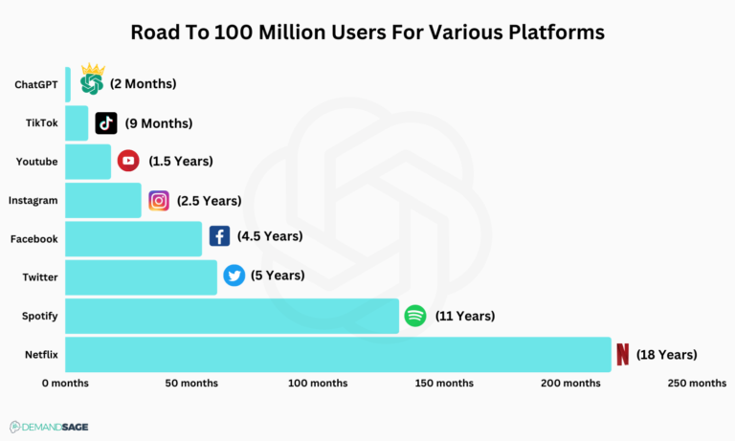 Road To 100 Million Users For Various Platforms
ChatGPT (2 Months)
TikTok (9 Months)
Youtube (1.5 Years)
Instagram (2.5 Years)
Facebook (4.5 Years)
Twitter (5 Years)
Spotify (11 Years)
Netflix N (18 Years)
0 months 50 months 100 months 150 months 200 months 250 months
DEMANDSAGE